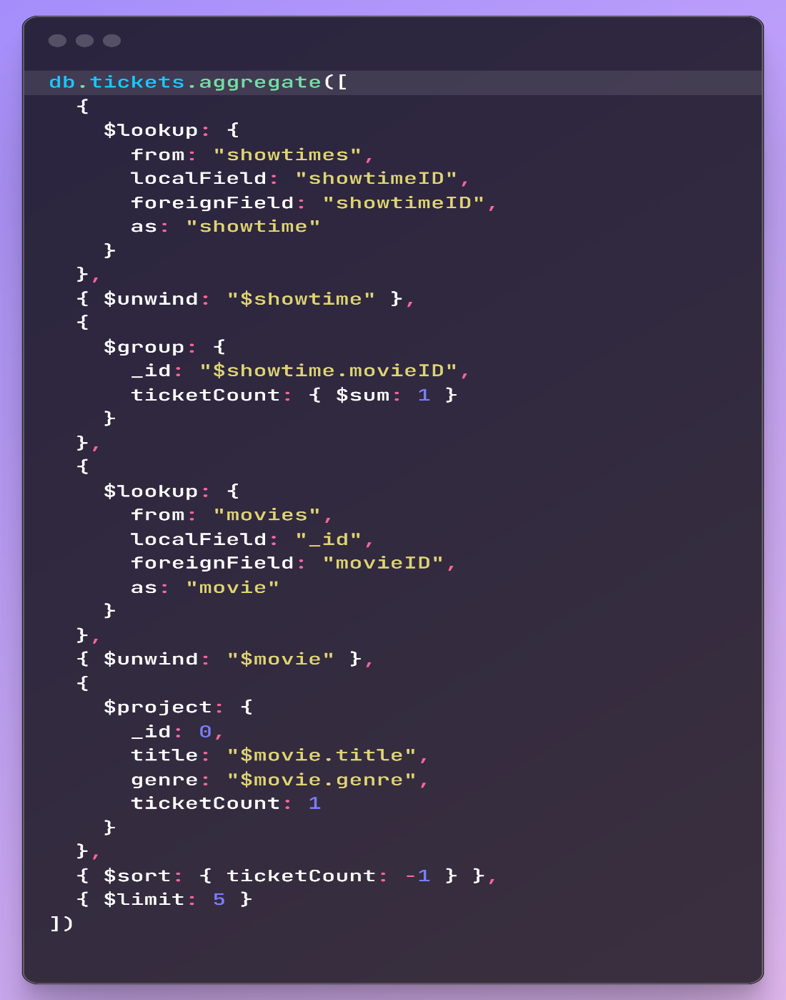 db.tickets.aggregate([
  {
    $lookup: {
      from: "showtimes",
      localField: "showtimeID",
      foreignField: "showtimeID",
      as: "showtime"
    }
  },
  { $unwind: "$showtime" },
  {
    $group: {
      _id: "$showtime.movieID",
      ticketCount: { $sum: 1 }
    }
  },
  {
    $lookup: {
      from: "movies",
      localField: "_id",
      foreignField: "movieID",
      as: "movie"
    }
  },
  { $unwind: "$movie" },
  {
    $project: {
      _id: 0,
      title: "$movie.title",
      genre: "$movie.genre",
      ticketCount: 1
    }
  },
  { $sort: { ticketCount: -1 } },
  { $limit: 5 }
])